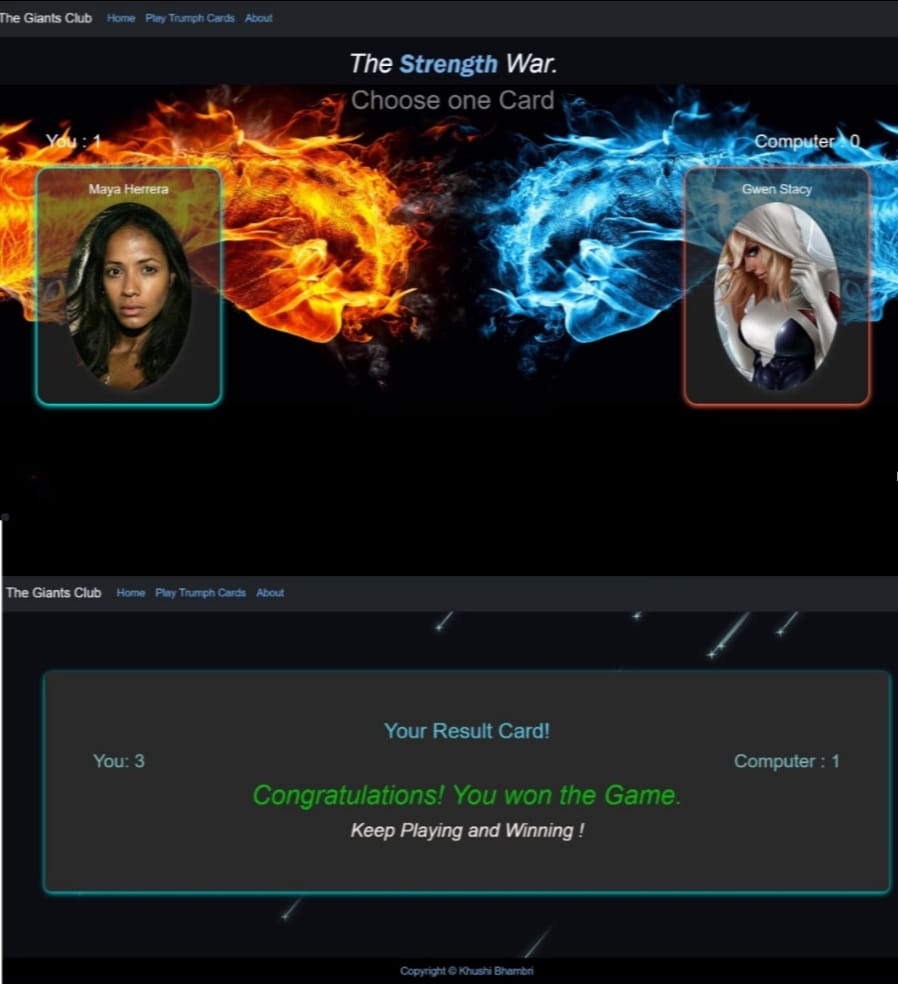 The Giants Club Home Play Trumph Cards About
The Strength War.
Choose one Card
You : 1 Computer : 0
Maya Herrera Gwen Stacy
The Giants Club Home Play Trumph Cards About
Your Result Card!
You: 3 Computer : 1
Congratulations! You won the Game.
Keep Playing and Winning !
Copyright © Khushi Bhambri